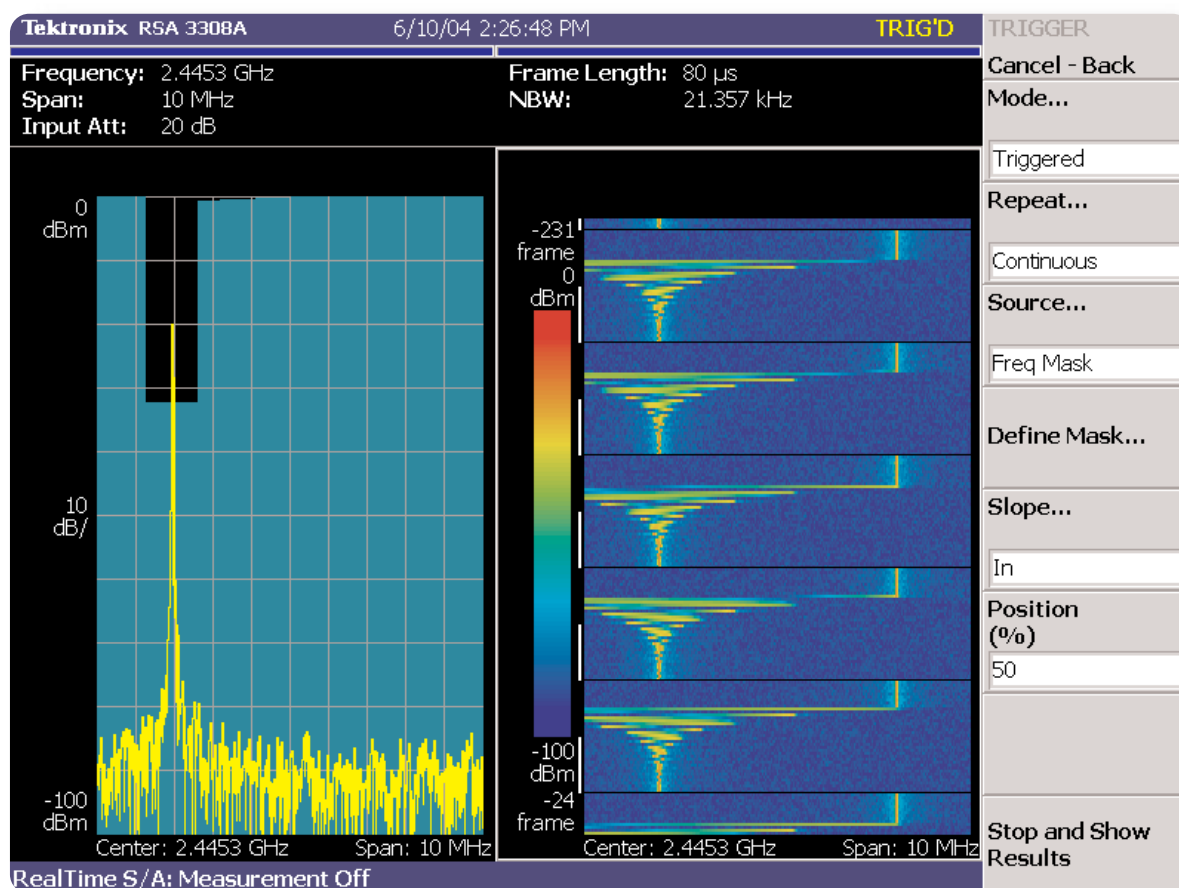 Tektronix RSA 3308A 6/10/04 2:26:48 PM TRIG'D
Frequency: 2.4453 GHz
Span: 10 MHz
Input Att: 20 dB
Frame Length: 80 µs
NBW: 21.357 kHz
0
dBm
10
dB/
-100
dBm
Center: 2.4453 GHz Span: 10 MHz
-231
frame
0
dBm
-100
dBm
-24
frame
Center: 2.4453 GHz Span: 10 MHz
RealTime S/A: Measurement Off
TRIGGER
Cancel - Back
Mode...
Triggered
Repeat...
Continuous
Source...
Freq Mask
Define Mask...
Slope...
In
Position
(%)
50
Stop and Show
Results